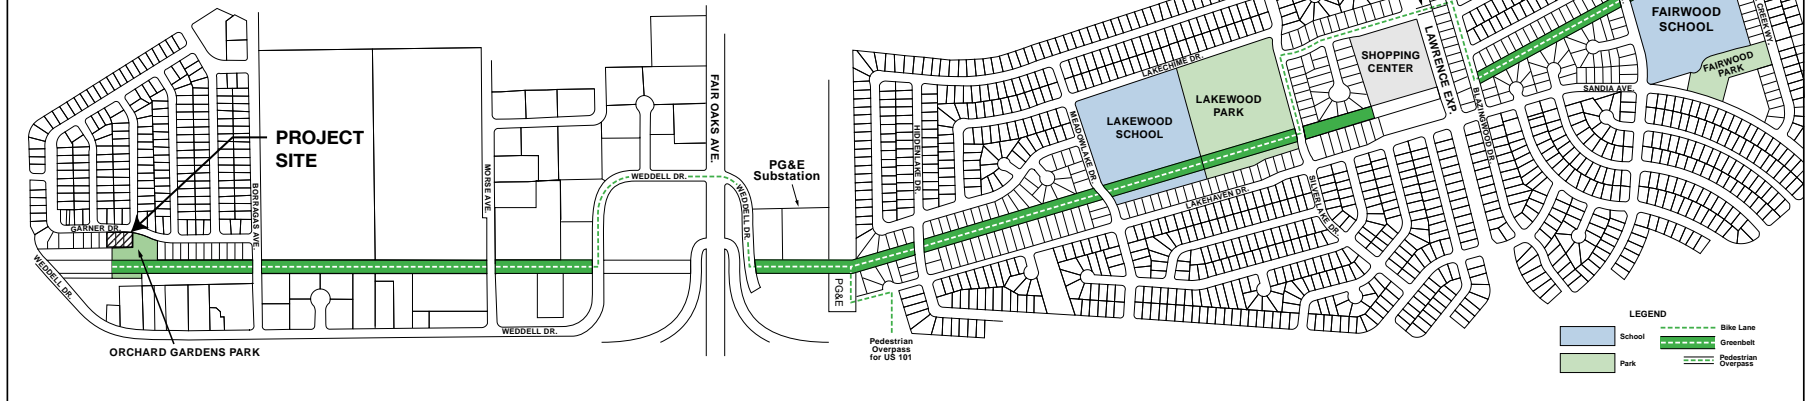 FAIRWOOD
SCHOOL
CREEK WY.
FAIRWOOD
PARK
SHOPPING
CENTER
LAWRENCE EXP.
SANDIA AVE.
BLAZINGWOOD DR.
LAKECHIME DR.
LAKEWOOD
PARK
LAKEWOOD
SCHOOL
MEADOWLAKE DR.
HIDDENLAKE DR.
LAKEHAVEN DR.
SILVERLAKE DR.
FAIR OAKS AVE.
PG&E
Substation
WEDDELL DR.
WEDDELL DR.
MORSE AVE.
PROJECT
SITE
BORRAGAS AVE.
GARNER DR.
WEDDELL DR.
PG&E
WEDDELL DR.
ORCHARD GARDENS PARK
Pedestrian
Overpass
for US 101
LEGEND
School
Park
Bike Lane
Greenbelt
Pedestrian
Overpass